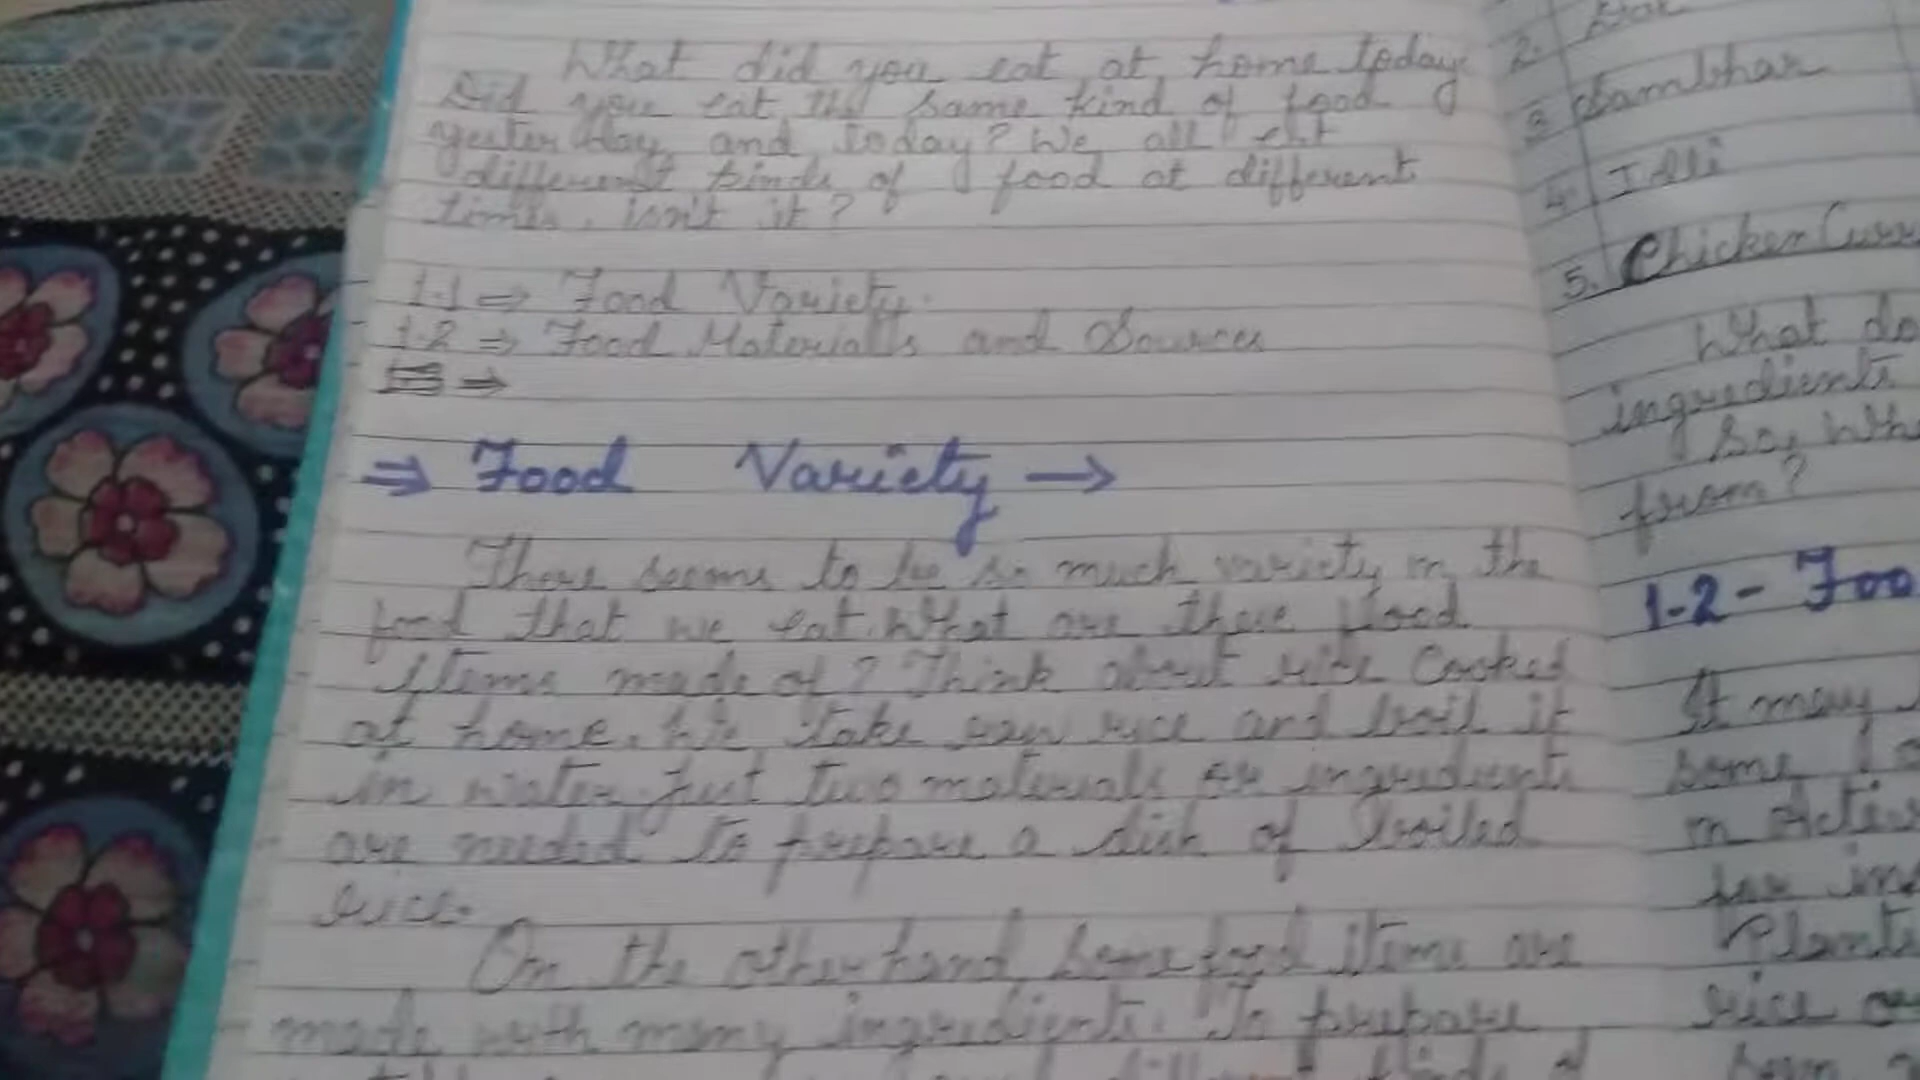 What did you eat at home today
Did you eat the same kind of food
yesterday and today? We all eat
different kinds of food at different
times, isn't it?
1.1 ⇒ Food Variety.
1.2 ⇒ Food Materials and Sources
⇒ Food Variety →
There seems to be so much variety in the
food that we eat. What are these food
items made of? Think about rice cooked
at home. We take raw rice and boil it
in water. Just two materials or ingredients
are needed to prepare a dish of boiled
rice.
On the other hand some food items are
made with many ingredients. To prepare
2.
3 Sambhar
4. Idli
5. Chicken
What do
ingredients
So,
from?
1-2 - Foo
It may
some
in
Plants
rice